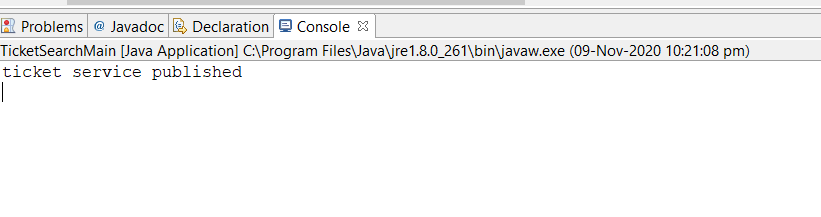 Problems @ Javadoc Declaration Console
TicketSearchMain [Java Application] C:\Program Files\Java\jre1.8.0_261\bin\javaw.exe (09-Nov-2020 10:21:08 pm)
ticket service published